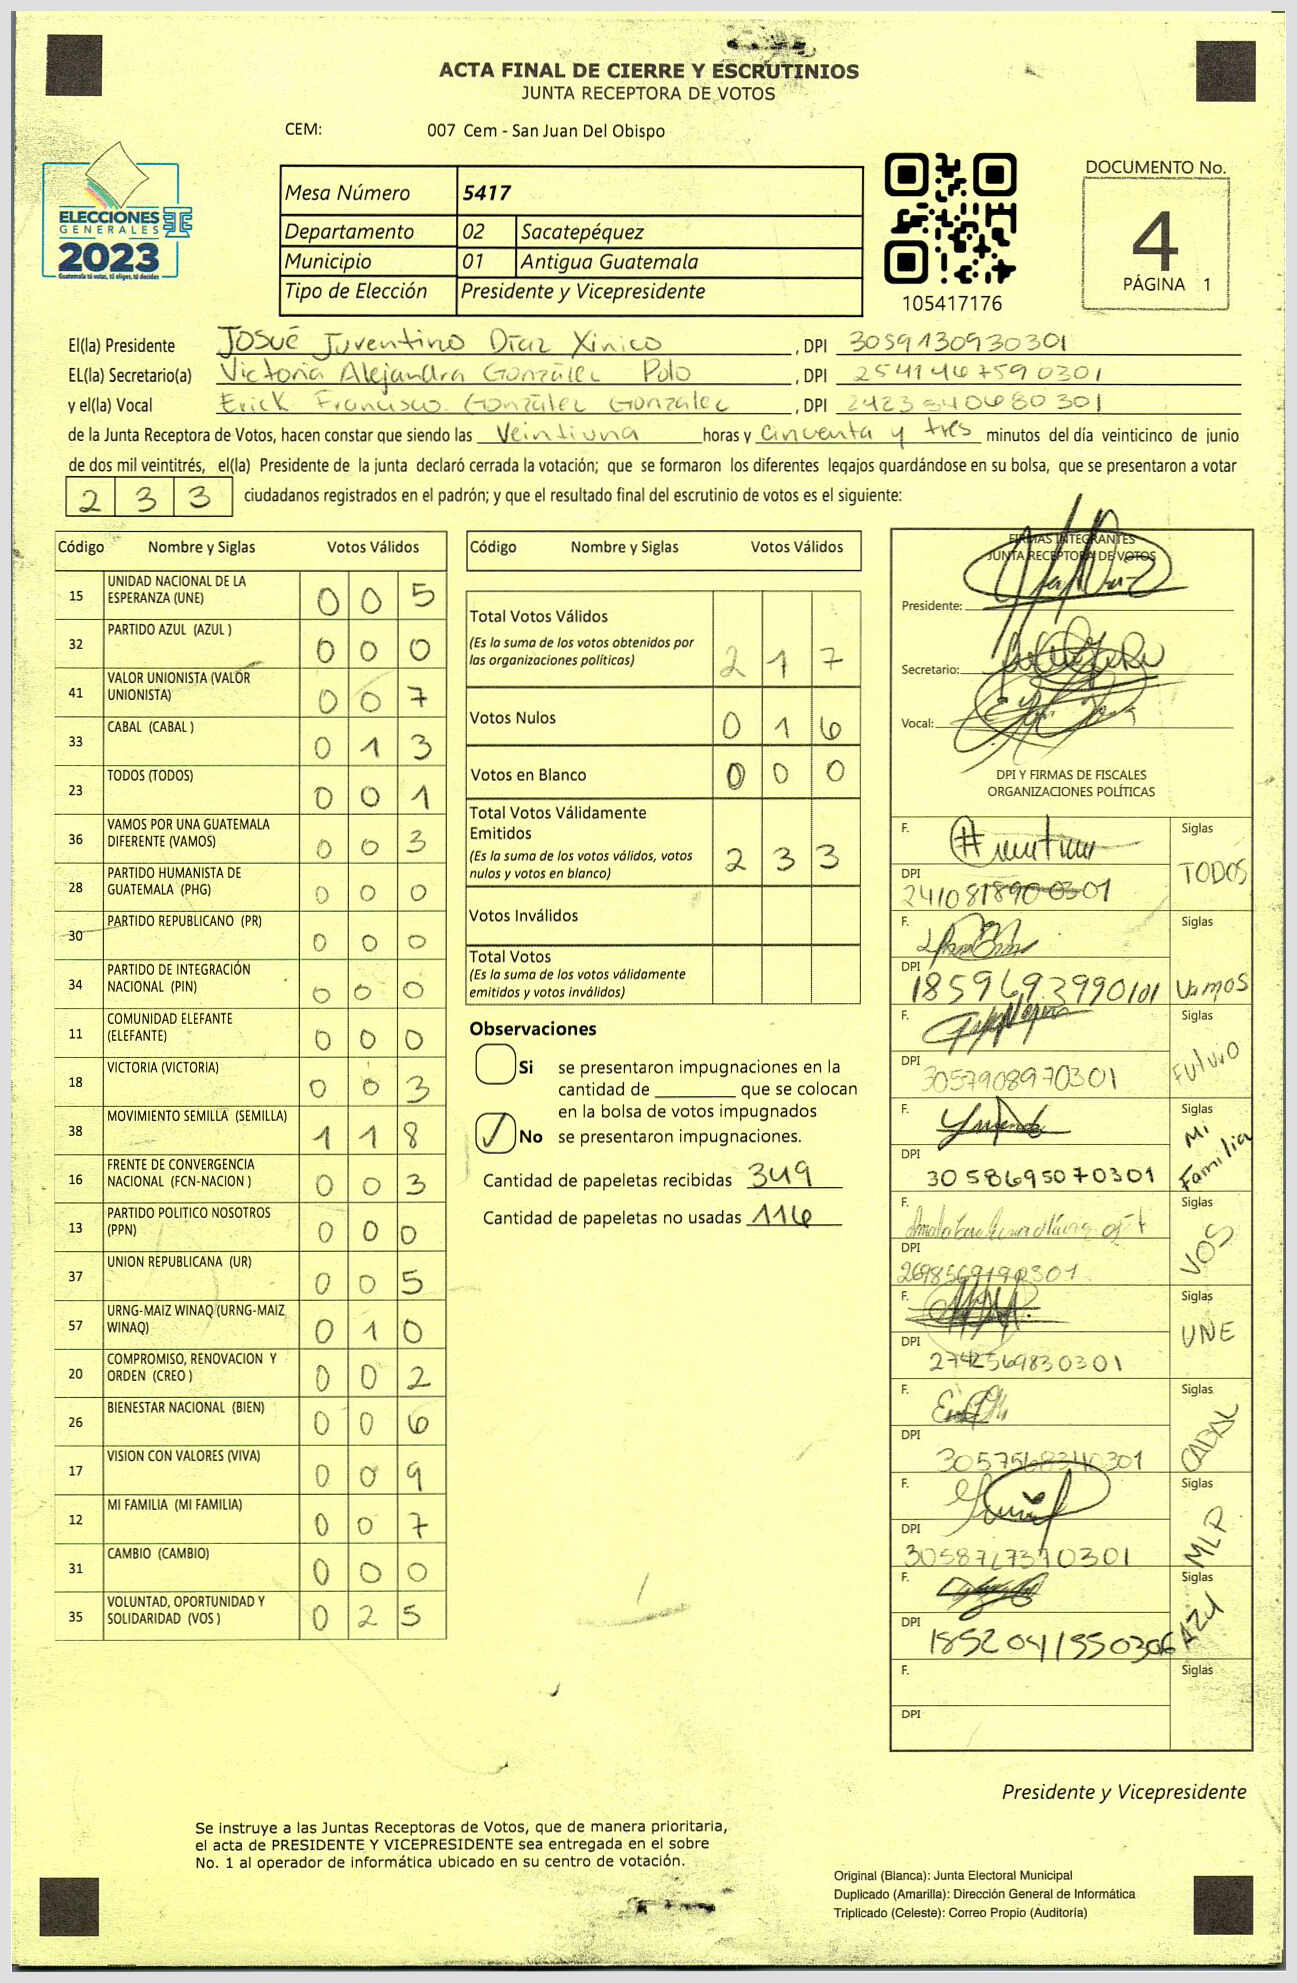 ACTA FINAL DE CIERRE Y ESCRUTINIOS
JUNTA RECEPTORA DE VOTOS
CEM: 007 Cem - San Juan Del Obispo
ELECCIONES
GENERALES
2023
Guatemala tú votas, tú eliges, tú decides
Mesa Número 5417
Departamento 02 Sacatepéquez
Municipio 01 Antigua Guatemala
Tipo de Elección Presidente y Vicepresidente
105417176
DOCUMENTO No.
4
PÁGINA 1
El(la) Presidente Josué Juventino Díaz Xinico , DPI 3059130930301
EL(la) Secretario(a) Victoria Alejandra González Polo , DPI 2541467590301
y el(la) Vocal Erick Francisco González González , DPI 2423340680301
de la Junta Receptora de Votos, hacen constar que siendo las Veintiuna horas y cincuenta y tres minutos del día veinticinco de junio
de dos mil veintitrés, el(la) Presidente de la junta declaró cerrada la votación; que se formaron los diferentes legajos guardándose en su bolsa, que se presentaron a votar
2 3 3 ciudadanos registrados en el padrón; y que el resultado final del escrutinio de votos es el siguiente:
Código Nombre y Siglas Votos Válidos
15 UNIDAD NACIONAL DE LA
ESPERANZA (UNE) 0 0 5
32 PARTIDO AZUL (AZUL ) 0 0 0
41 VALOR UNIONISTA (VALOR
UNIONISTA) 0 0 7
33 CABAL (CABAL ) 0 1 3
23 TODOS (TODOS) 0 0 1
36 VAMOS POR UNA GUATEMALA
DIFERENTE (VAMOS) 0 0 3
28 PARTIDO HUMANISTA DE
GUATEMALA (PHG) 0 0 0
30 PARTIDO REPUBLICANO (PR) 0 0 0
34 PARTIDO DE INTEGRACIÓN
NACIONAL (PIN) 0 0 0
11 COMUNIDAD ELEFANTE
(ELEFANTE) 0 0 0
18 VICTORIA (VICTORIA) 0 0 3
38 MOVIMIENTO SEMILLA (SEMILLA) 1 1 8
16 FRENTE DE CONVERGENCIA
NACIONAL (FCN-NACION ) 0 0 3
13 PARTIDO POLITICO NOSOTROS
(PPN) 0 0 0
37 UNION REPUBLICANA (UR) 0 0 5
57 URNG-MAIZ WINAQ (URNG-MAIZ
WINAQ) 0 1 0
20 COMPROMISO, RENOVACION Y
ORDEN (CREO ) 0 0 2
26 BIENESTAR NACIONAL (BIEN) 0 0 6
17 VISION CON VALORES (VIVA) 0 0 9
12 MI FAMILIA (MI FAMILIA) 0 0 7
31 CAMBIO (CAMBIO) 0 0 0
35 VOLUNTAD, OPORTUNIDAD Y
SOLIDARIDAD (VOS ) 0 2 5
Código Nombre y Siglas Votos Válidos
Total Votos Válidos
(Es la suma de los votos obtenidos por
las organizaciones políticas) 2 1 7
Votos Nulos 0 1 6
Votos en Blanco 0 0 0
Total Votos Válidamente
Emitidos
(Es la suma de los votos válidos, votos
nulos y votos en blanco) 2 3 3
Votos Inválidos
Total Votos
(Es la suma de los votos válidamente
emitidos y votos inválidos)
Observaciones
Si se presentaron impugnaciones en la
cantidad de ________ que se colocan
en la bolsa de votos impugnados
No se presentaron impugnaciones.
Cantidad de papeletas recibidas 349
Cantidad de papeletas no usadas 116
FIRMAS INTEGRANTES
JUNTA RECEPTORA DE VOTOS
Presidente:
Secretario:
Vocal:
DPI Y FIRMAS DE FISCALES
ORGANIZACIONES POLÍTICAS
F. Siglas
TODOS
DPI
2410818900301
F. Siglas
DPI
1859693990101 Vamos
F. Siglas
Fulvio
DPI
3057908970301
F. Siglas
Mi
Familia
DPI
3058695070301
F. Siglas
VOS
DPI
2698569190301
F. Siglas
UNE
DPI
2742569830301
F. Siglas
CABAL
DPI
3057568340301
F. Siglas
MLP
DPI
F. Siglas
DPI
F. Siglas
DPI
Presidente y Vicepresidente
Se instruye a las Juntas Receptoras de Votos, que de manera prioritaria,
el acta de PRESIDENTE Y VICEPRESIDENTE sea entregada en el sobre
No. 1 al operador de informática ubicado en su centro de votación.
Original (Blanca): Junta Electoral Municipal
Duplicado (Amarilla): Dirección General de Informática
Triplicado (Celeste): Correo Propio (Auditoría)